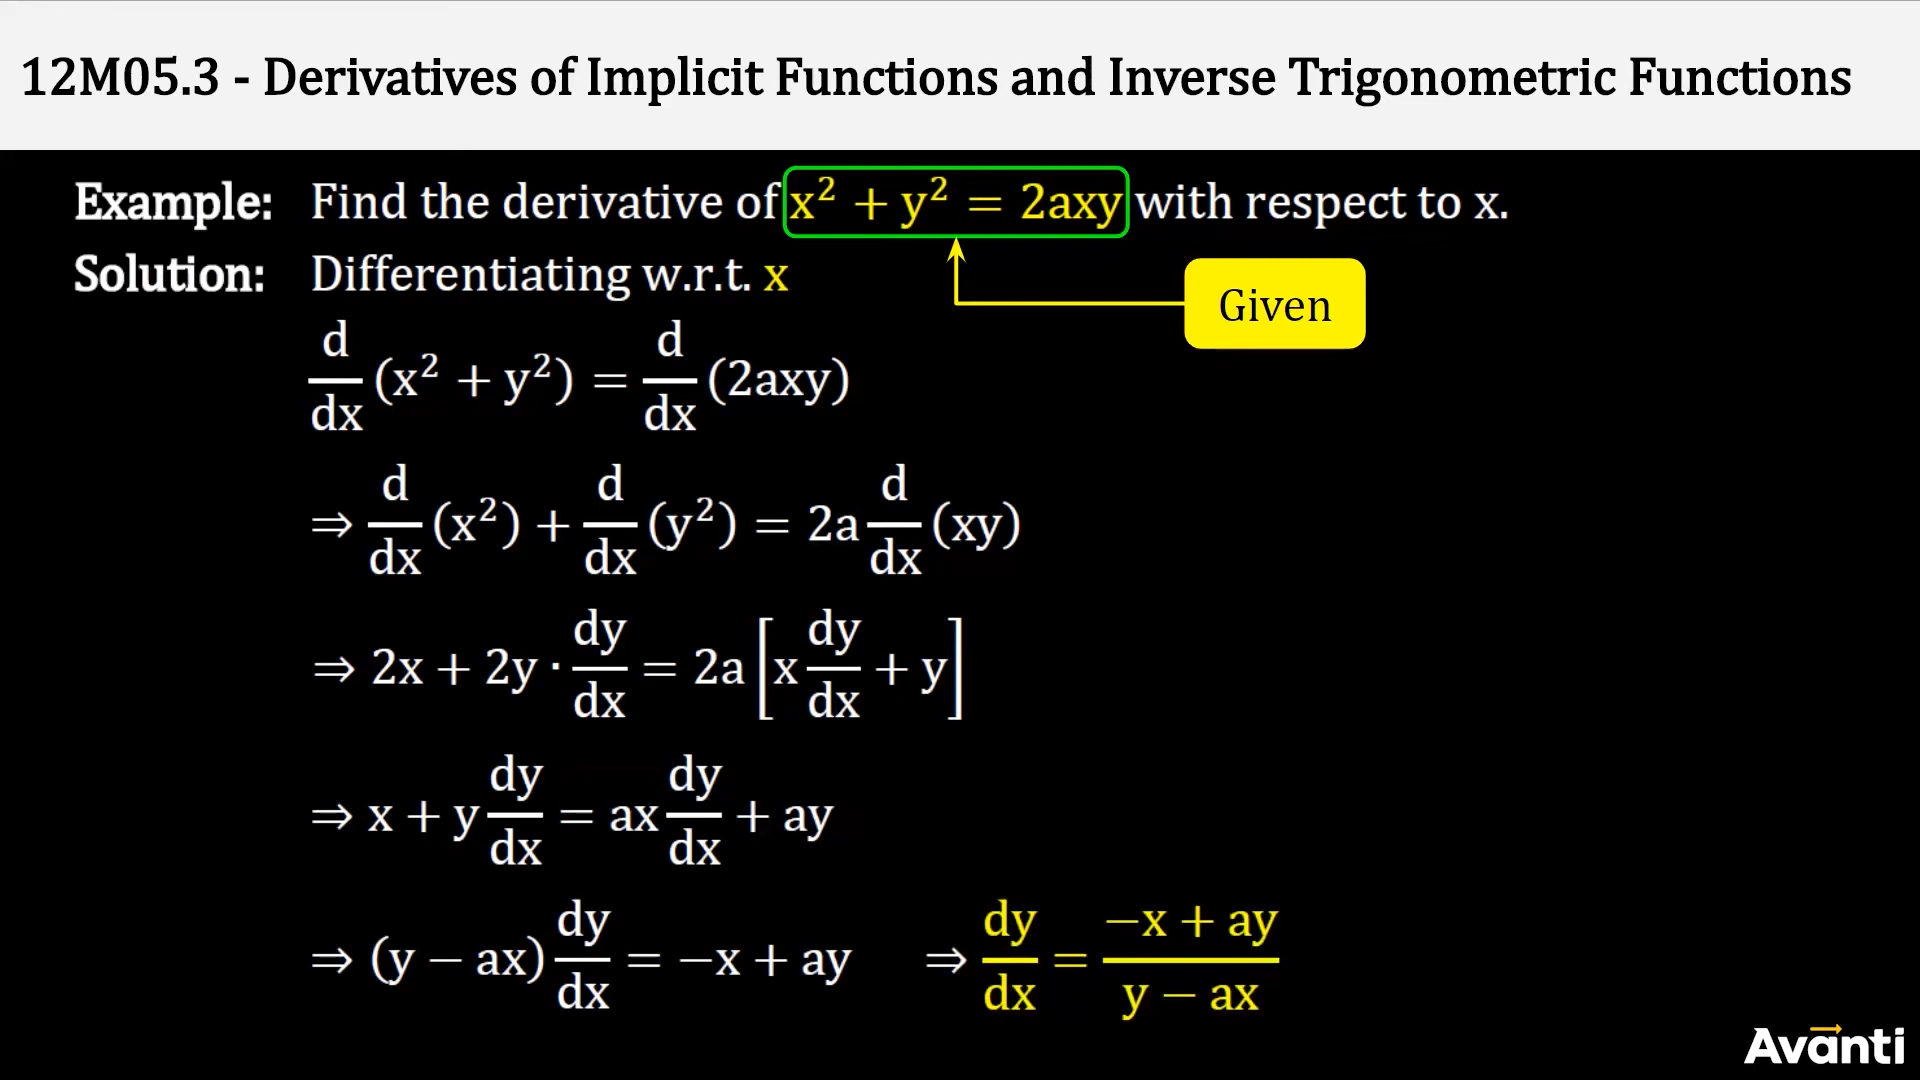 12M05.3 - Derivatives of Implicit Functions and Inverse Trigonometric Functions
Example: Find the derivative of x² + y² = 2axy with respect to x.
Solution: Differentiating w.r.t. x
Given
d/dx (x² + y²) = d/dx (2axy)
⇒ d/dx (x²) + d/dx (y²) = 2a d/dx (xy)
⇒ 2x + 2y · dy/dx = 2a [x dy/dx + y]
⇒ x + y dy/dx = ax dy/dx + ay
⇒ (y − ax) dy/dx = −x + ay ⇒ dy/dx = (−x + ay)/(y − ax)
Avanti